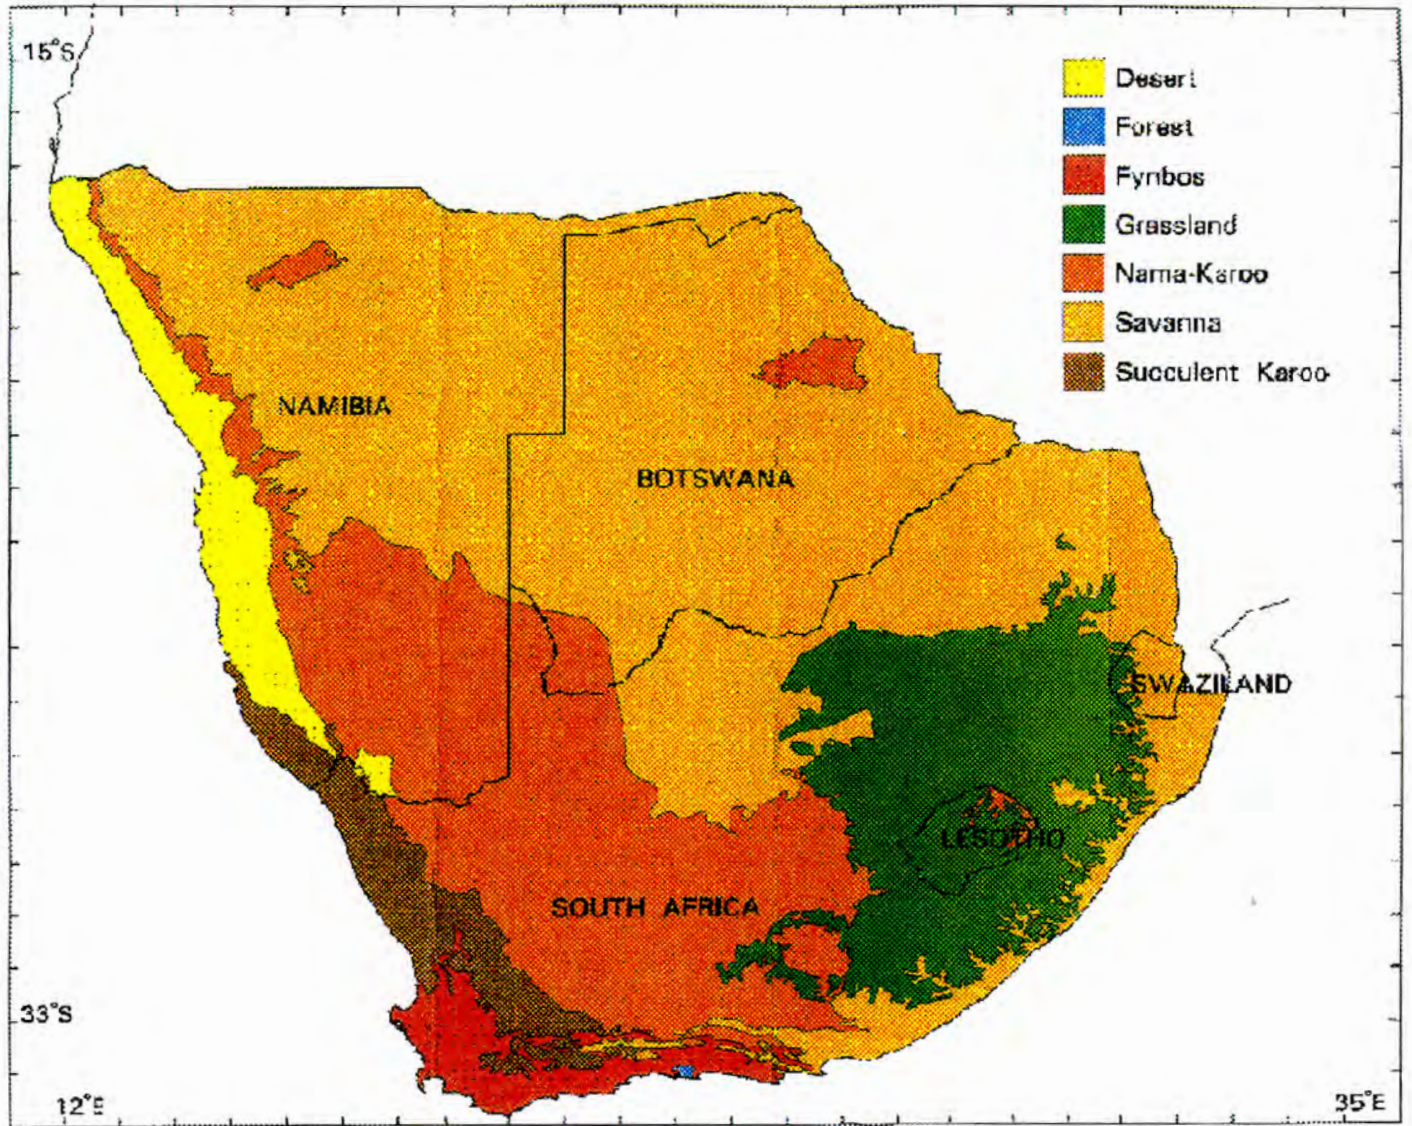 15°S
Desert
Forest
Fynbos
Grassland
Nama-Karoo
Savanna
Succulent Karoo
NAMIBIA
BOTSWANA
SWAZILAND
LESOTHO
SOUTH AFRICA
33°S
12°E
35°E